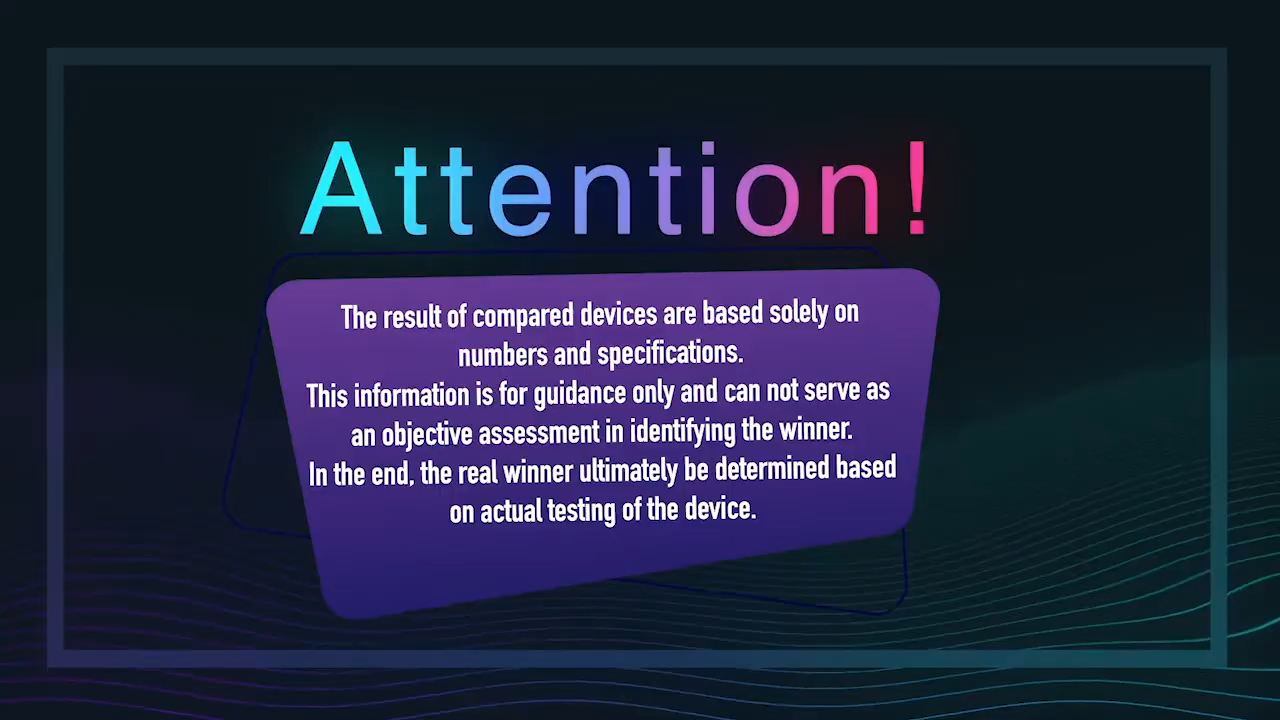 Attention!
The result of compared devices are based solely on
numbers and specifications.
This information is for guidance only and can not serve as
an objective assessment in identifying the winner.
In the end, the real winner ultimately be determined based
on actual testing of the device.